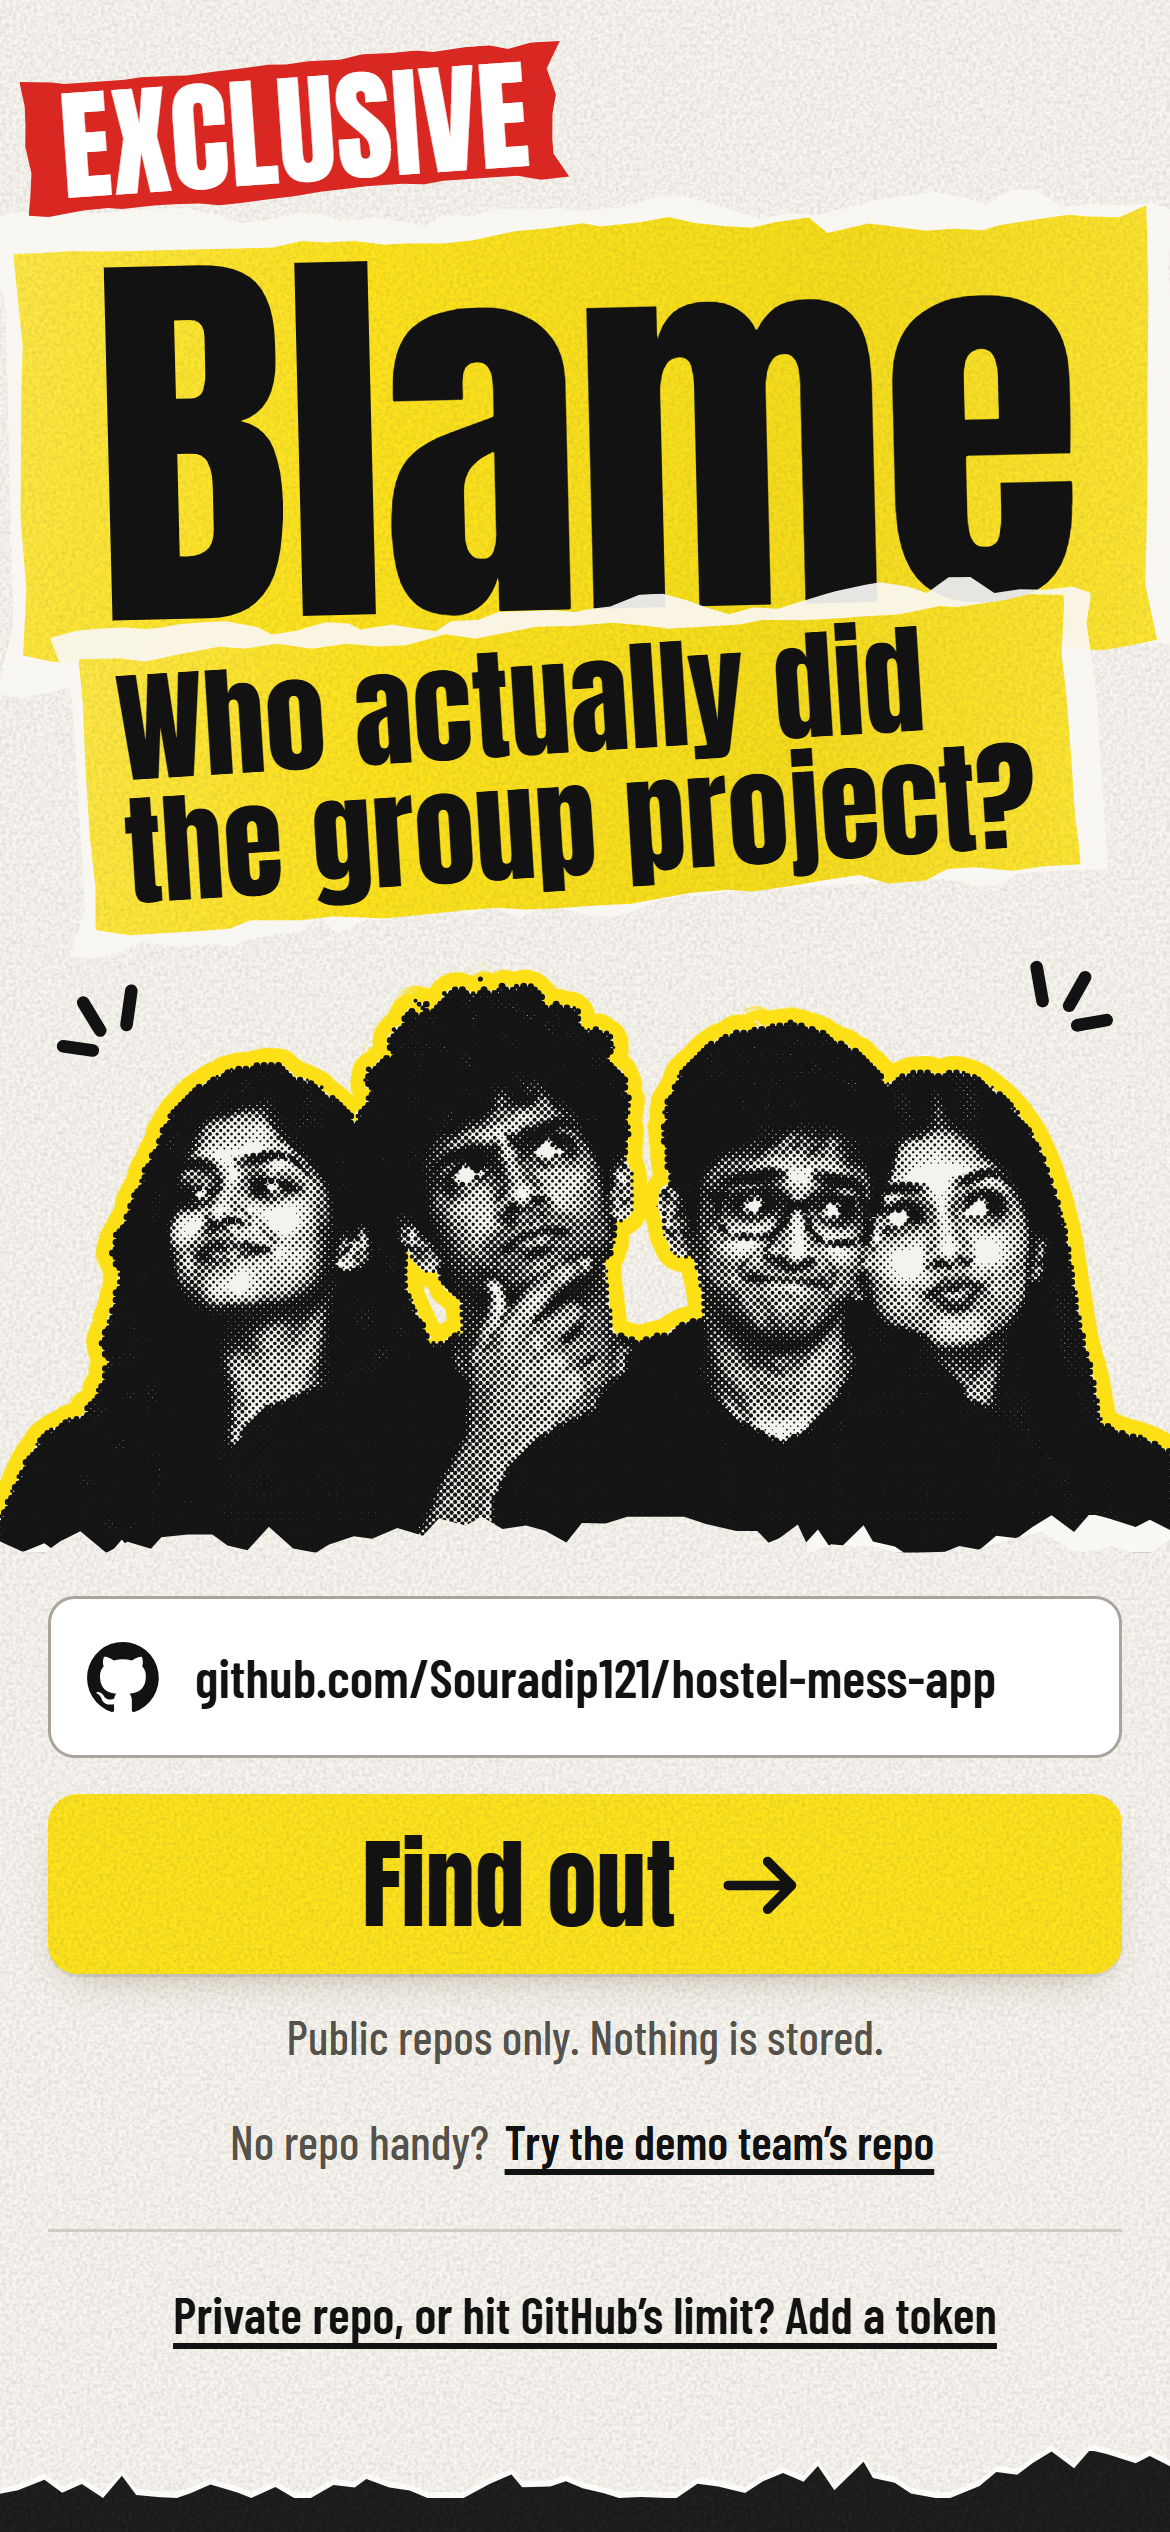 EXCLUSIVE
Blame
Who actually did
the group project?
github.com/Souradip121/hostel-mess-app
Find out →
Public repos only. Nothing is stored.
No repo handy? Try the demo team’s repo
Private repo, or hit GitHub’s limit? Add a token